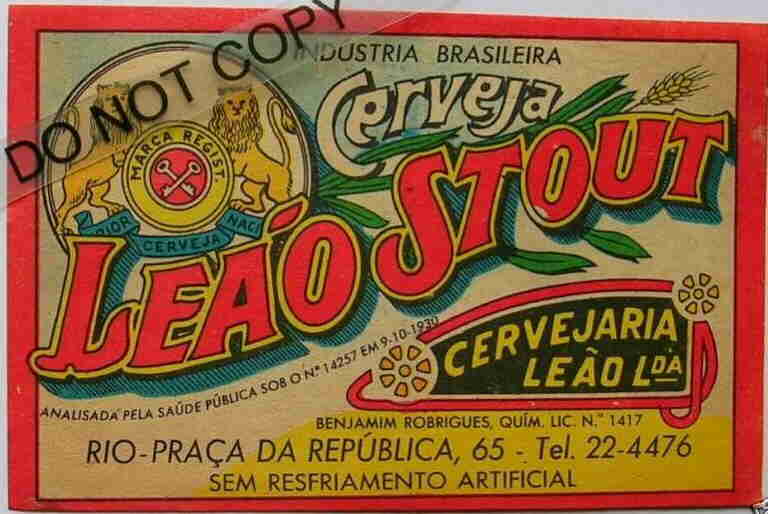 DO NOT COPY
INDUSTRIA BRASILEIRA
Cerveja
MARCA REGIST.
CERVEJA
LEÃO STOUT
CERVEJARIA
LEÃO LDA
ANALISADA PELA SAÚDE PÚBLICA SOB O N.º 14257 EM 9-10-1930
BENJAMIM ROBRIGUES, QUÍM. LIC. N.º 1417
RIO-PRAÇA DA REPÚBLICA, 65 - Tel. 22-4476
SEM RESFRIAMENTO ARTIFICIAL